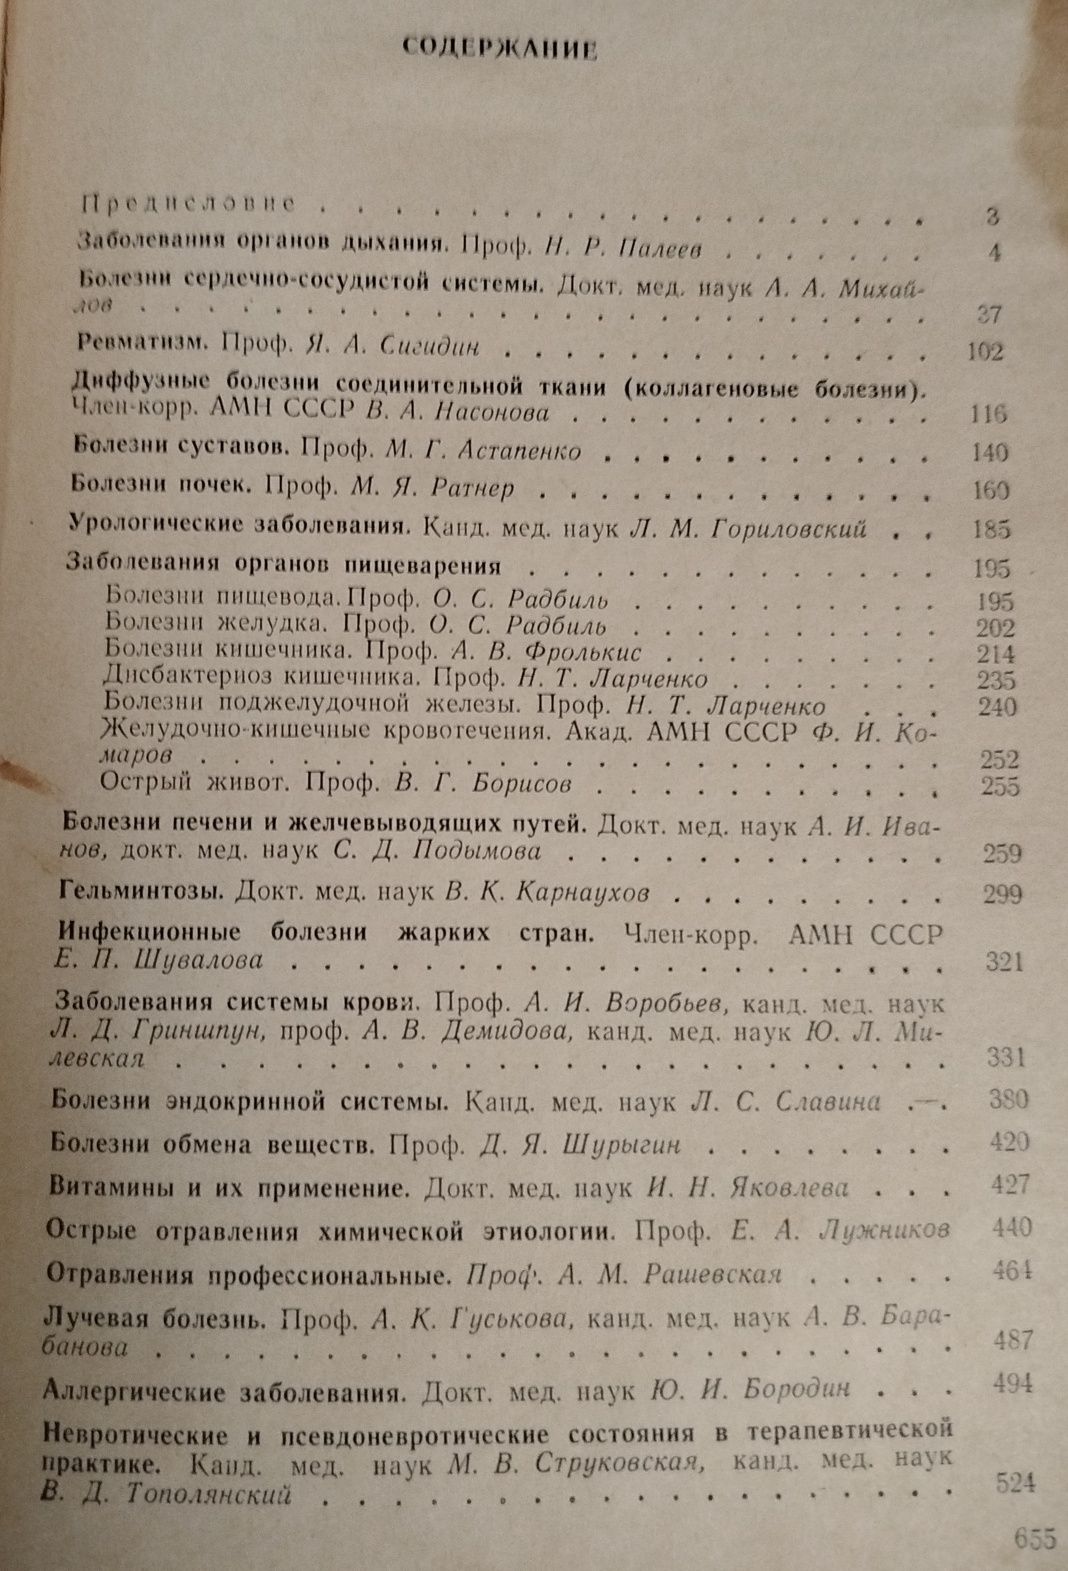 СОДЕРЖАНИЕ
Предисловие . . . . . . . . . . . . . . . . . 3
Заболевания органов дыхания. Проф. Н. Р. Палеев . . . . . . . 4
Болезни сердечно-сосудистой системы. Докт. мед. наук А. А. Михай-
лов . . . . . . . . . . . . . . . . . . . . . . 37
Ревматизм. Проф. Я. А. Сигидин . . . . . . . . . . . . . . 102
Диффузные болезни соединительной ткани (коллагеновые болезни).
Член-корр. АМН СССР В. А. Насонова . . . . . . . . . . . . 116
Болезни суставов. Проф. М. Г. Астапенко . . . . . . . . . . . 140
Болезни почек. Проф. М. Я. Ратнер . . . . . . . . . . . . . 160
Урологические заболевания. Канд. мед. наук Л. М. Гориловский . . 185
Заболевания органов пищеварения . . . . . . . . . . . . . 195
Болезни пищевода. Проф. О. С. Радбиль . . . . . . . . . . 195
Болезни желудка. Проф. О. С. Радбиль . . . . . . . . . . 202
Болезни кишечника. Проф. А. В. Фролькис . . . . . . . . . 214
Дисбактериоз кишечника. Проф. Н. Т. Ларченко . . . . . . . 235
Болезни поджелудочной железы. Проф. Н. Т. Ларченко . . . 240
Желудочно-кишечные кровотечения. Акад. АМН СССР Ф. И. Ко-
маров . . . . . . . . . . . . . . . . . . . . 252
Острый живот. Проф. В. Г. Борисов . . . . . . . . . . . 255
Болезни печени и желчевыводящих путей. Докт. мед. наук А. И. Ива-
нов, докт. мед. наук С. Д. Подымова . . . . . . . . . . . . 259
Гельминтозы. Докт. мед. наук В. К. Карнаухов . . . . . . . . . 299
Инфекционные болезни жарких стран. Член-корр. АМН СССР
Е. П. Шувалова . . . . . . . . . . . . . . . . . . 321
Заболевания системы крови. Проф. А. И. Воробьев, канд. мед. наук
Л. Д. Гриншпун, проф. А. В. Демидова, канд. мед. наук Ю. Л. Ми-
левская . . . . . . . . . . . . . . . . . . . . 331
Болезни эндокринной системы. Канд. мед. наук Л. С. Славина . — . 380
Болезни обмена веществ. Проф. Д. Я. Шурыгин . . . . . . . . 420
Витамины и их применение. Докт. мед. наук И. Н. Яковлева . . . 427
Острые отравления химической этиологии. Проф. Е. А. Лужников 440
Отравления профессиональные. Проф. А. М. Рашевская . . . . . 464
Лучевая болезнь. Проф. А. К. Гуськова, канд. мед. наук А. В. Бара-
банова . . . . . . . . . . . . . . . . . . . . 487
Аллергические заболевания. Докт. мед. наук Ю. И. Бородин . . . 494
Невротические и псевдоневротические состояния в терапевтической
практике. Канд. мед. наук М. В. Струковская, канд. мед. наук
В. Д. Тополянский . . . . . . . . . . . . . . . . . 524
655